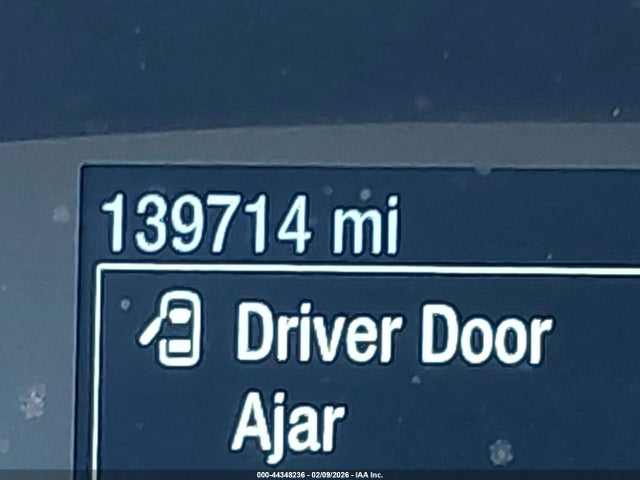 139714 mi
Driver Door
Ajar
000-44348236 - 02/09/2026 - IAA Inc.